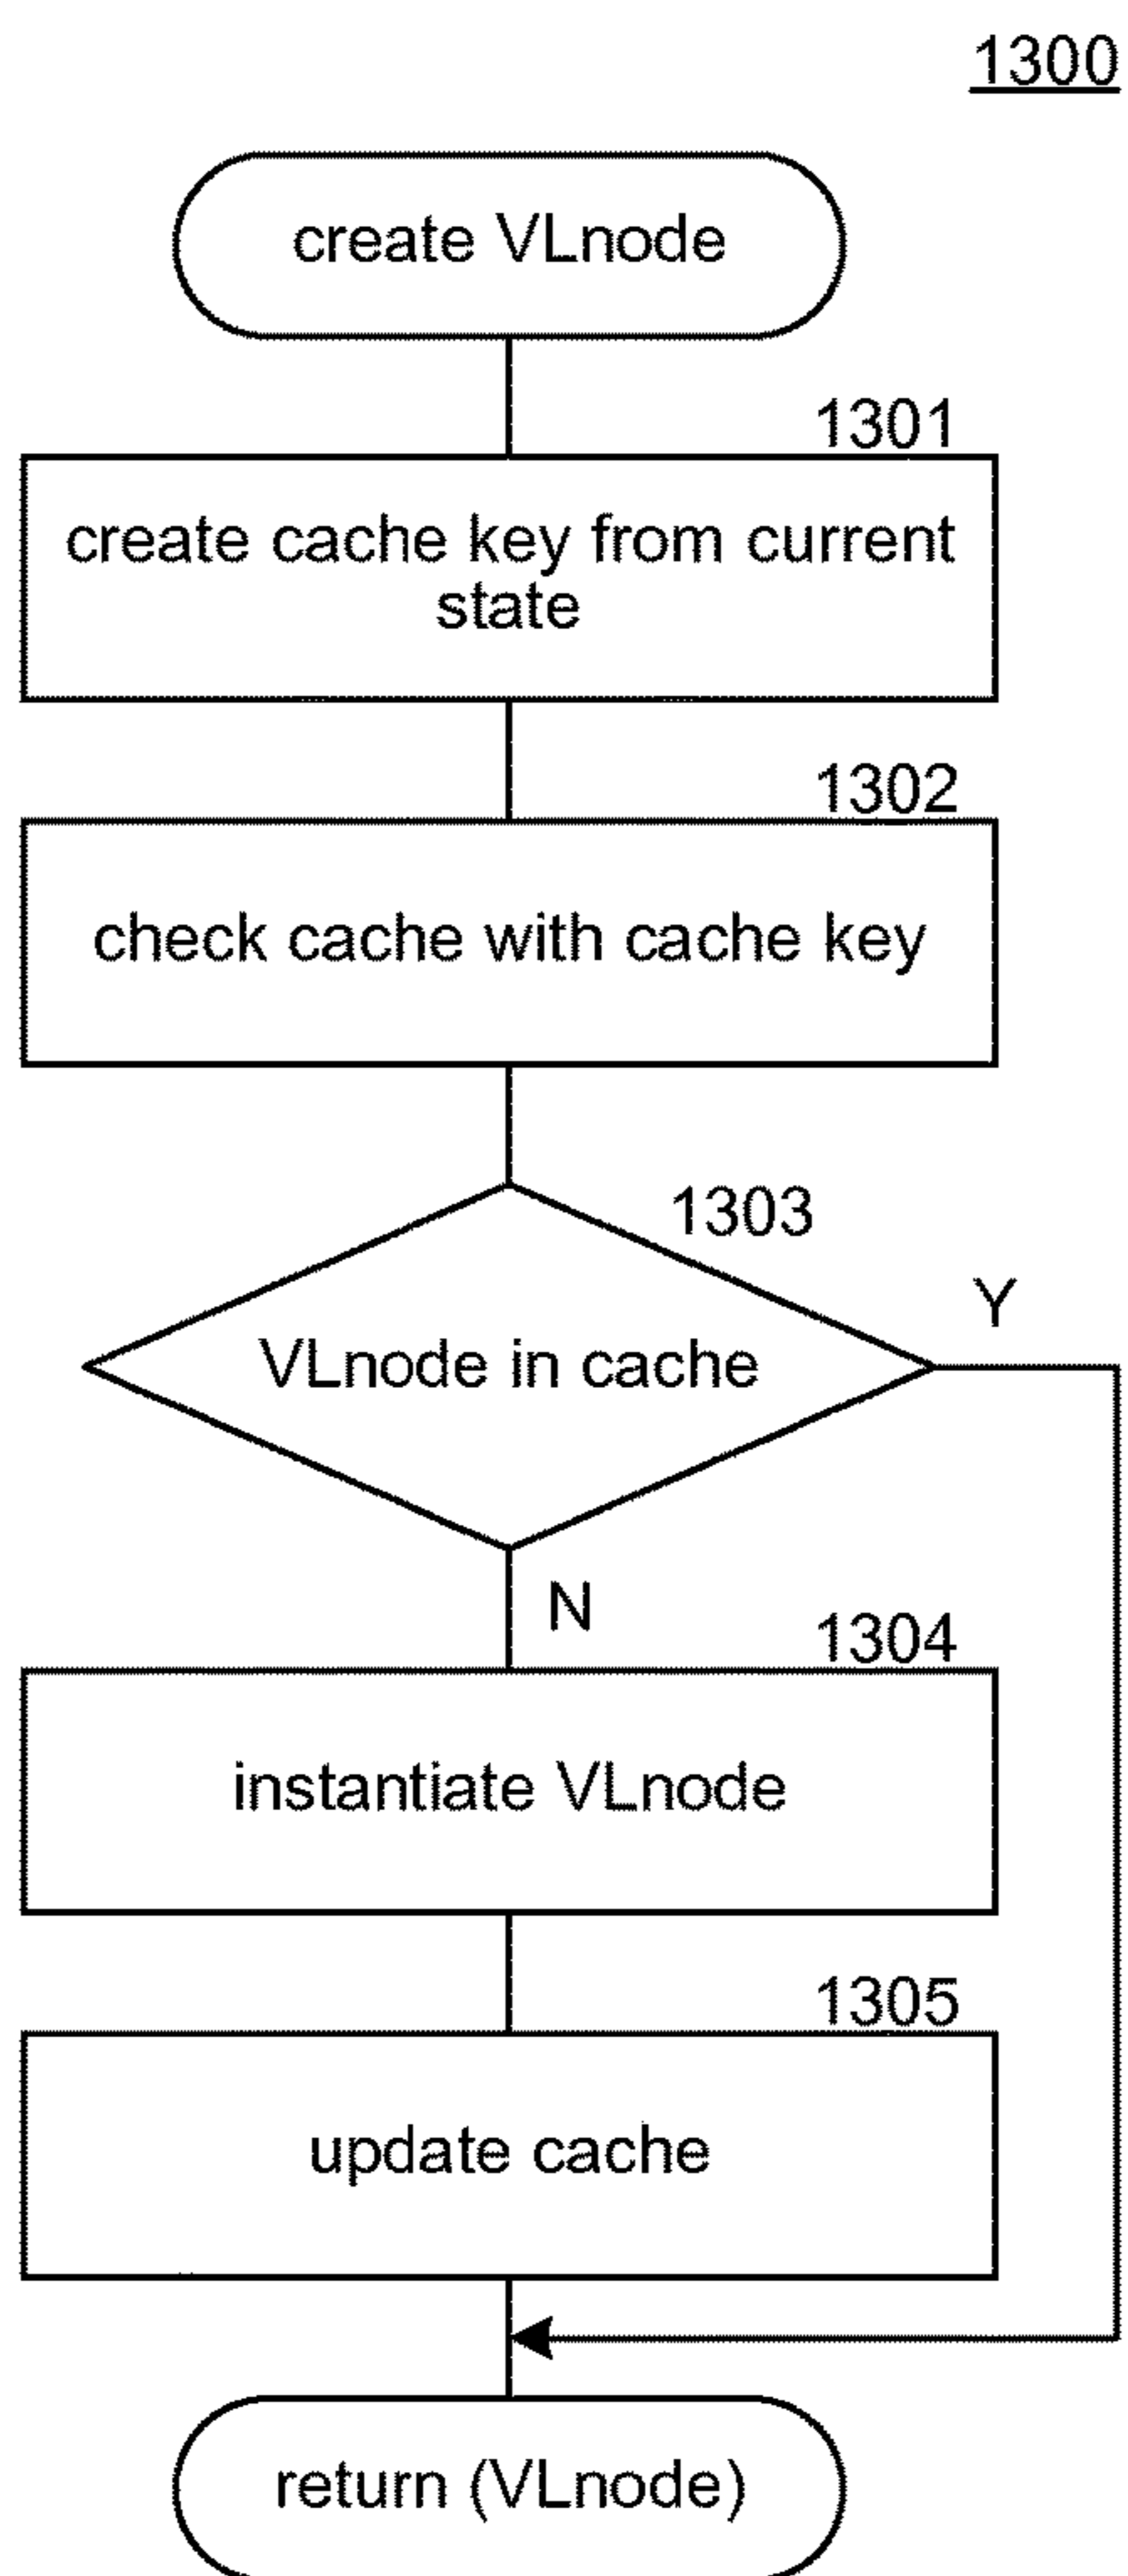 1300
create VLnode
1301
create cache key from current
state
1302
check cache with cache key
1303
VLnode in cache
Y
N
1304
instantiate VLnode
1305
update cache
return (VLnode)